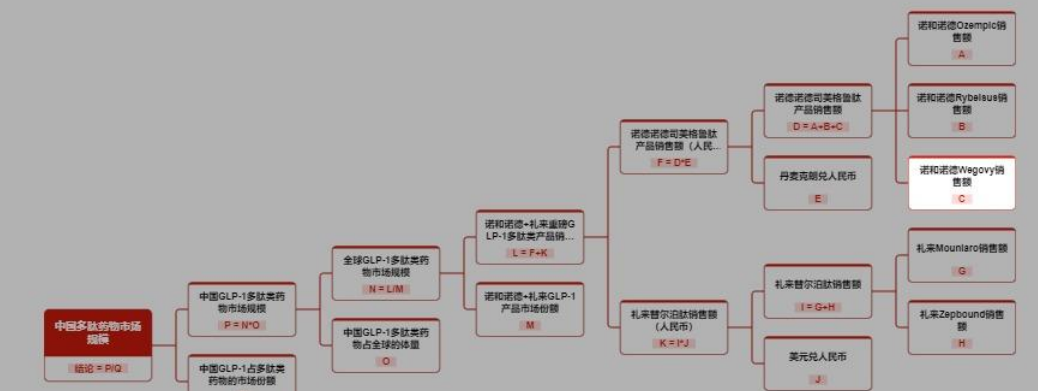 诺和诺德Ozempic销
售额
A
诺和诺德Rybelsus销
售额
B
诺和诺德Wegovy销
售额
C
诺德诺德司美格鲁肽
产品销售额
D = A+B+C
丹麦克朗兑人民币
E
诺德诺德司美格鲁肽
产品销售额（人民...
F = D*E
诺和诺德+礼来重磅G
LP-1多肽类产品销...
L = F+K
礼来Mounjaro销售额
G
礼来Zepbound销售
额
H
礼来替尔泊肽销售额
I = G+H
美元兑人民币
J
礼来替尔泊肽销售额
（人民币）
K = I*J
诺和诺德+礼来GLP-1
产品市场份额
M
全球GLP-1多肽类药
物市场规模
N = L/M
中国GLP-1多肽类药
物占全球的体量
O
中国GLP-1多肽类药
物市场规模
P = N*O
中国GLP-1占多肽类
药物的市场份额
中国多肽药物市场
规模
结论 = P/Q